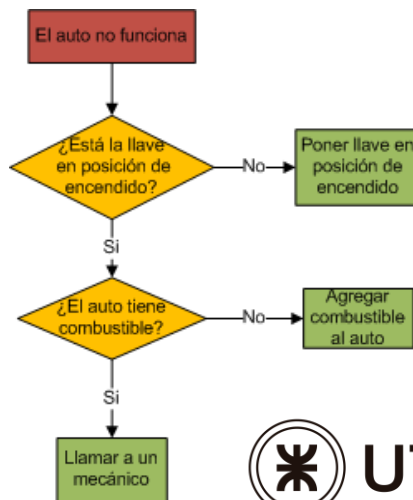 El auto no funciona
¿Está la llave
en posición de
encendido?
No
Poner llave en
posición de
encendido
Si
¿El auto tiene
combustible?
No
Agregar
combustible
al auto
Si
Llamar a un
mecánico